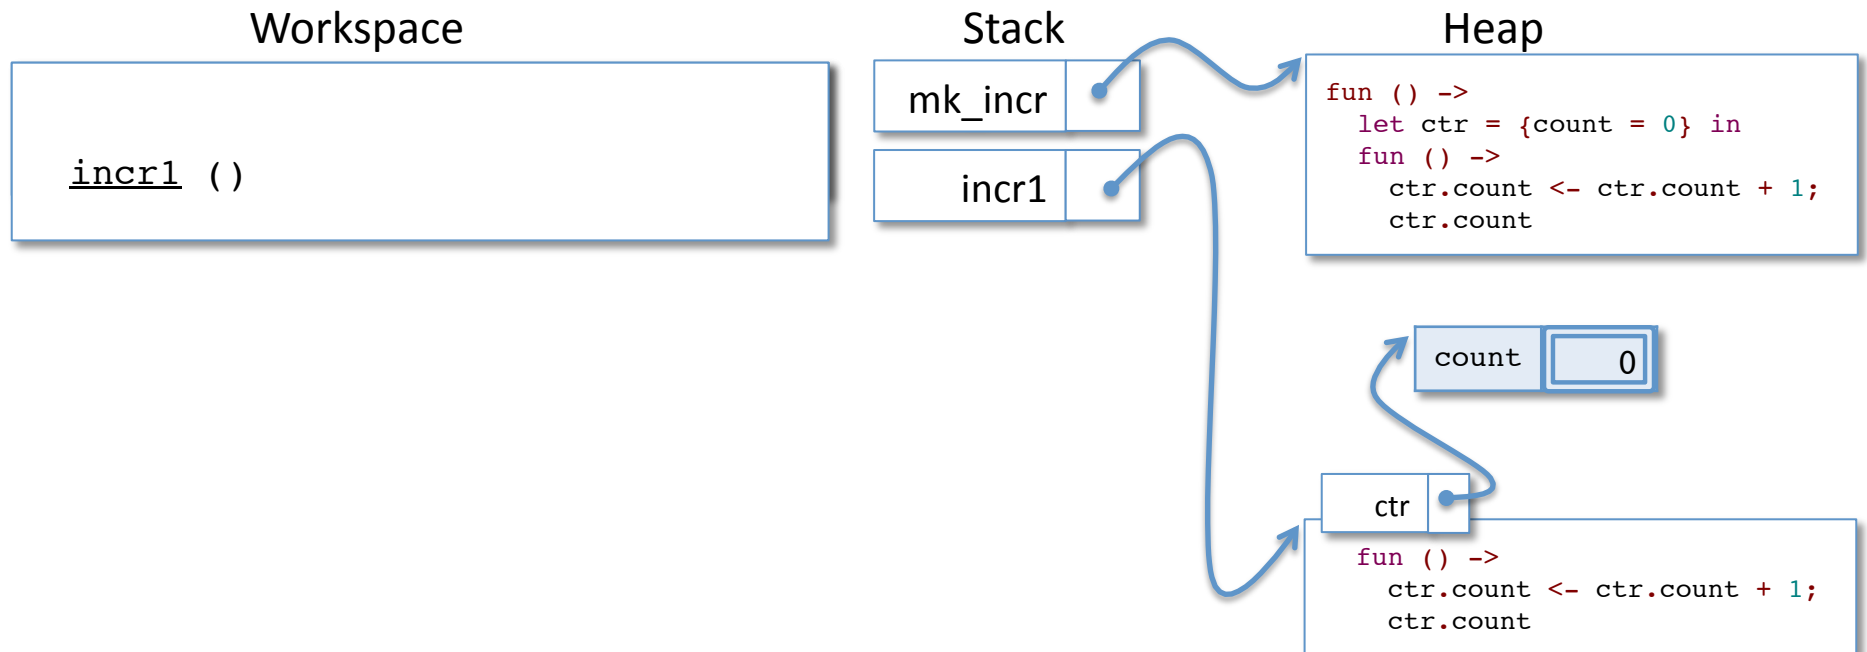 Workspace
Stack
Heap
incr1 ()
mk_incr
incr1
fun () ->
let ctr = {count = 0} in
fun () ->
ctr.count <- ctr.count + 1;
ctr.count
count 0
ctr
fun () ->
ctr.count <- ctr.count + 1;
ctr.count